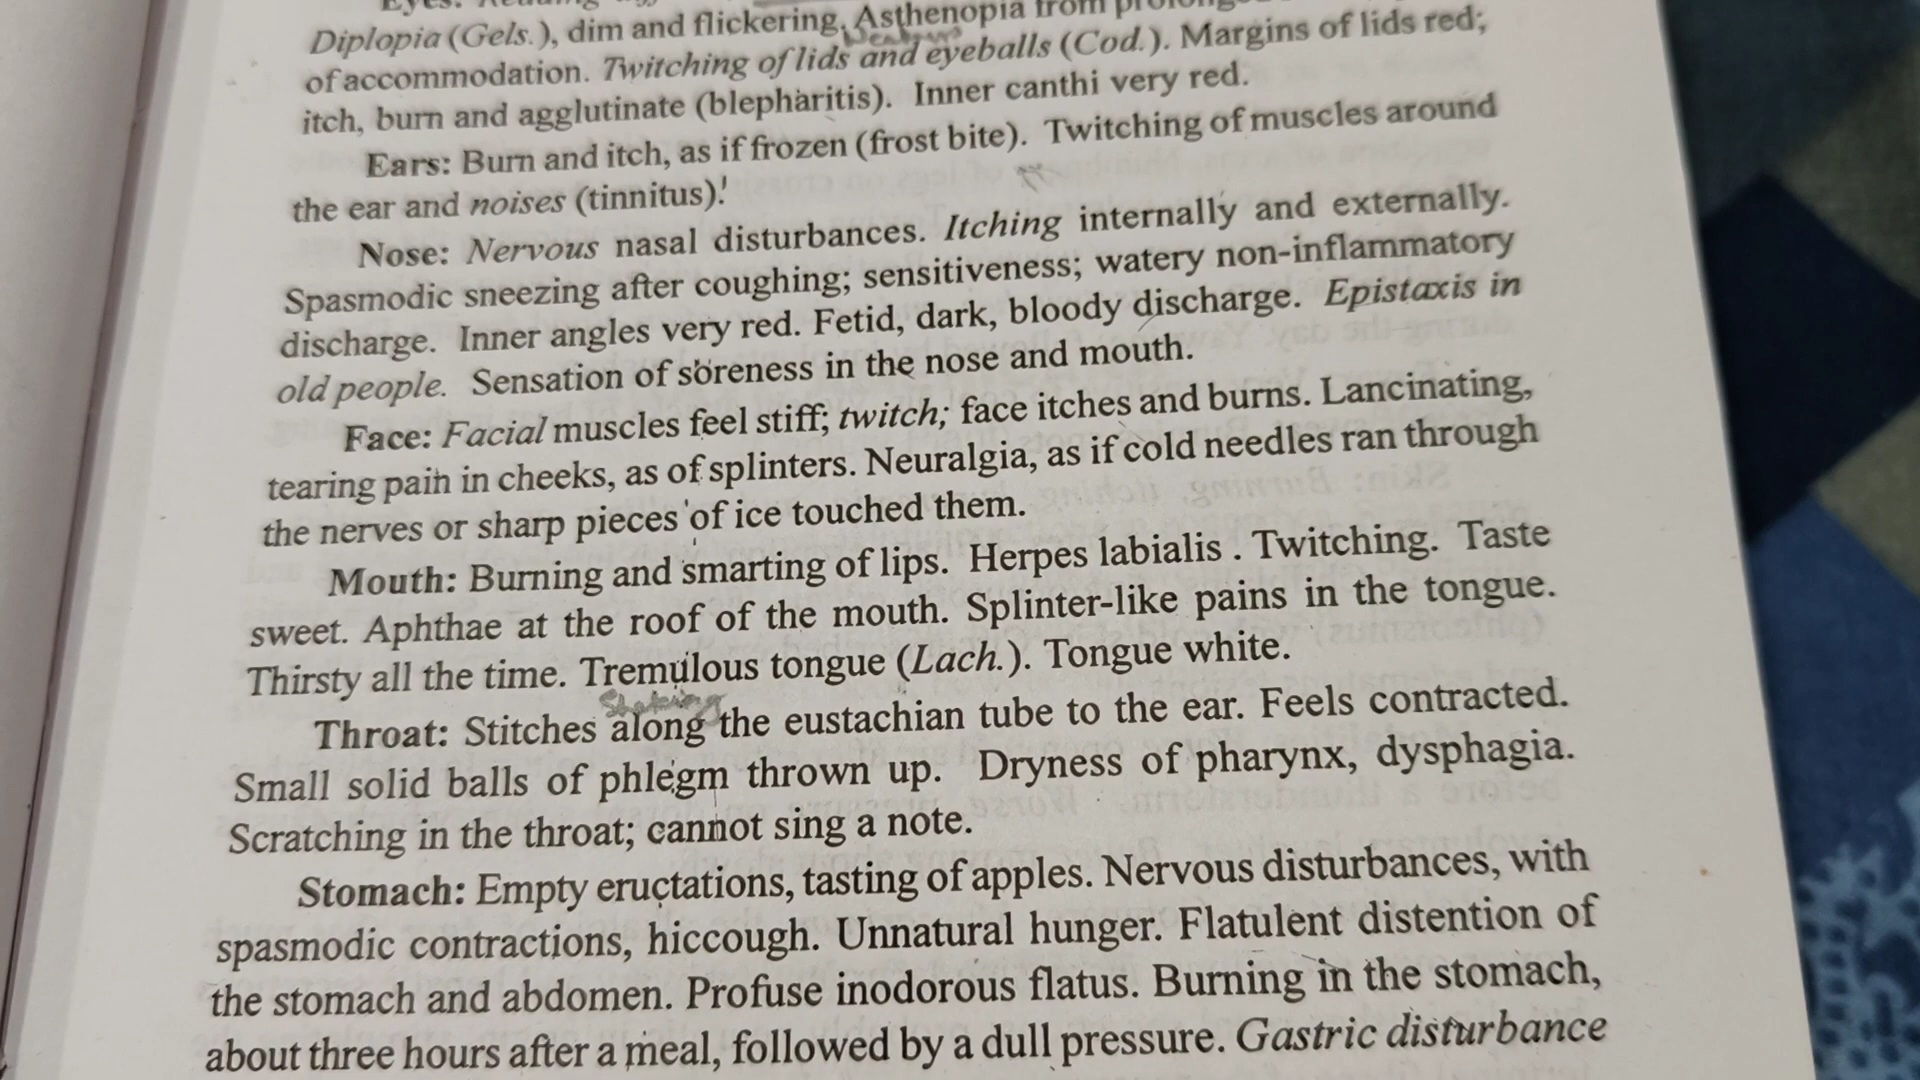 Eyes:
Diplopia (Gels.), dim and flickering. Asthenopia from
of accommodation. Twitching of lids and eyeballs (Cod.). Margins of lids red;
itch, burn and agglutinate (blepharitis). Inner canthi very red.
Ears: Burn and itch, as if frozen (frost bite). Twitching of muscles around
the ear and noises (tinnitus).
Nose: Nervous nasal disturbances. Itching internally and externally.
Spasmodic sneezing after coughing; sensitiveness; watery non-inflammatory
discharge. Inner angles very red. Fetid, dark, bloody discharge. Epistaxis in
old people. Sensation of soreness in the nose and mouth.
Face: Facial muscles feel stiff; twitch; face itches and burns. Lancinating,
tearing pain in cheeks, as of splinters. Neuralgia, as if cold needles ran through
the nerves or sharp pieces of ice touched them.
Mouth: Burning and smarting of lips. Herpes labialis . Twitching. Taste
sweet. Aphthae at the roof of the mouth. Splinter-like pains in the tongue.
Thirsty all the time. Tremulous tongue (Lach.). Tongue white.
Shaking
Throat: Stitches along the eustachian tube to the ear. Feels contracted.
Small solid balls of phlegm thrown up. Dryness of pharynx, dysphagia.
Scratching in the throat; cannot sing a note.
Stomach: Empty eructations, tasting of apples. Nervous disturbances, with
spasmodic contractions, hiccough. Unnatural hunger. Flatulent distention of
the stomach and abdomen. Profuse inodorous flatus. Burning in the stomach,
about three hours after a meal, followed by a dull pressure. Gastric disturbance